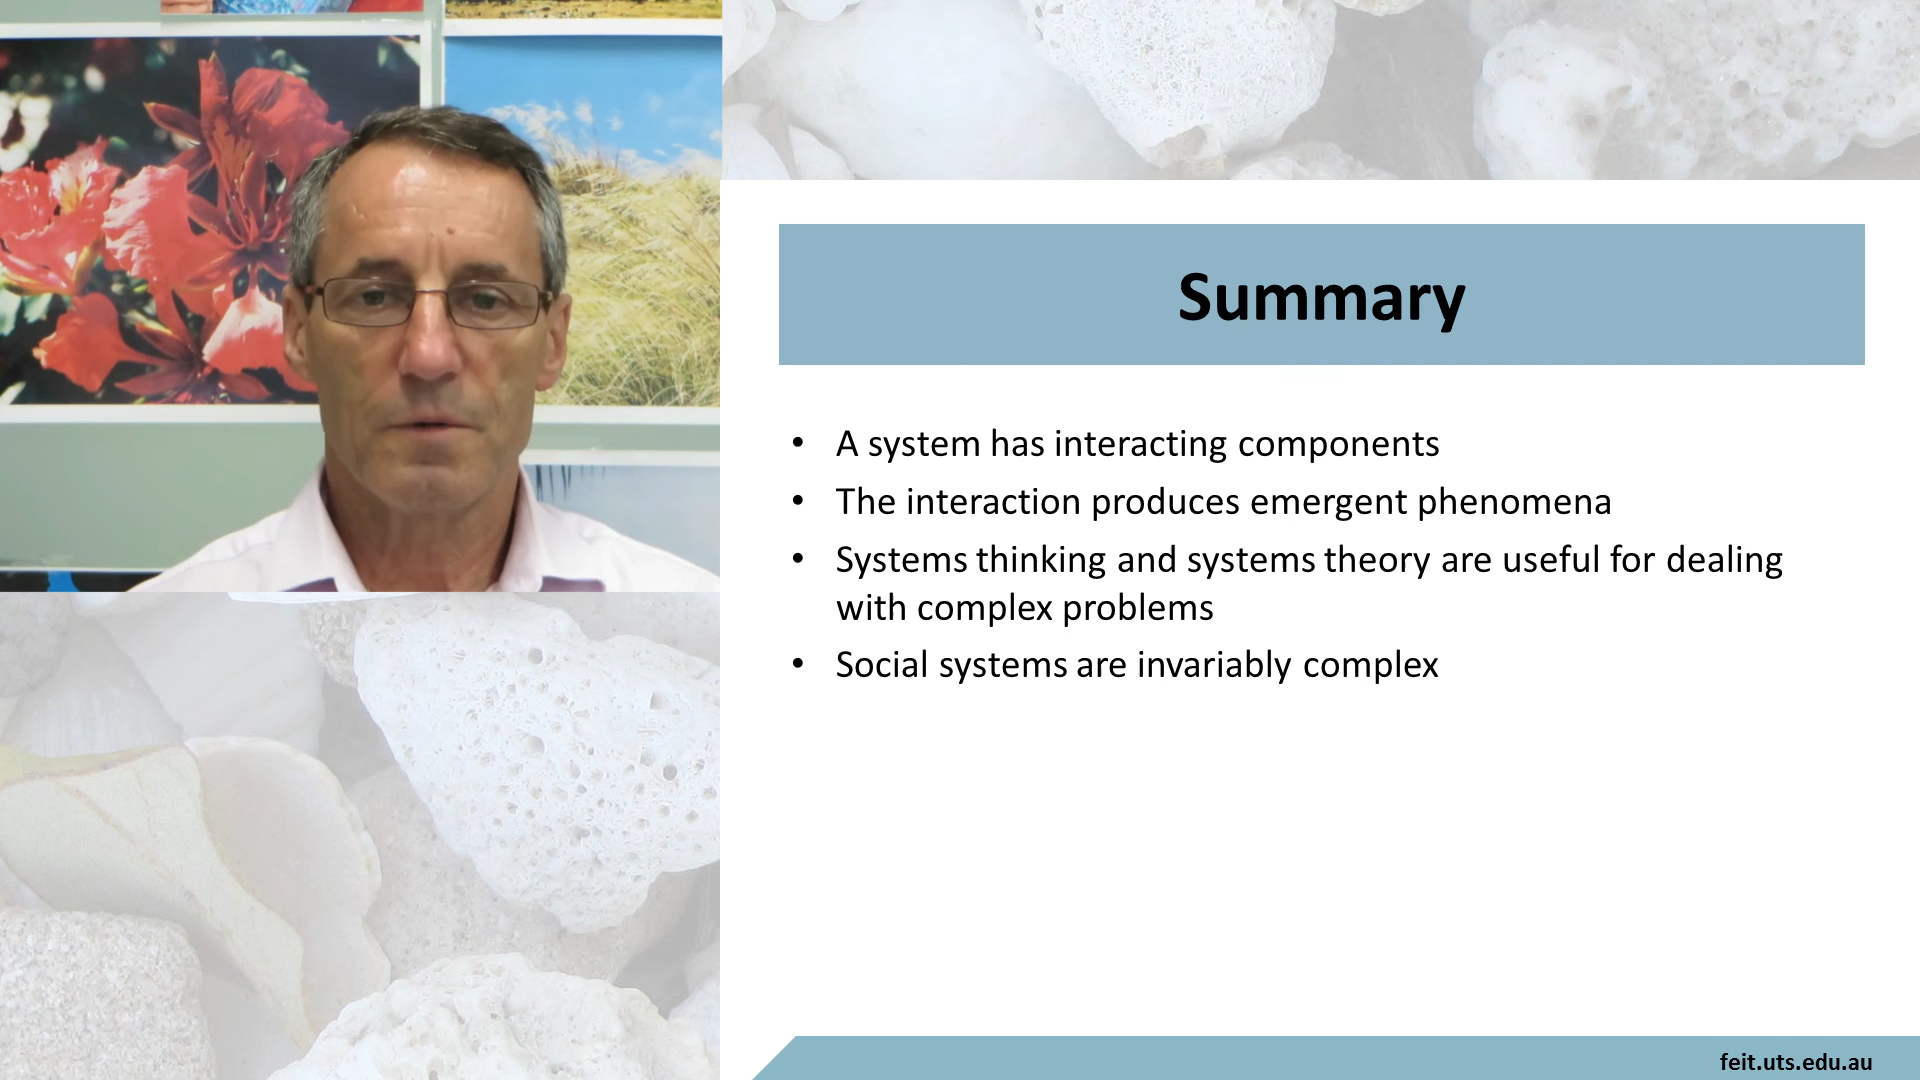 Summary
• A system has interacting components
• The interaction produces emergent phenomena
• Systems thinking and systems theory are useful for dealing
with complex problems
• Social systems are invariably complex
feit.uts.edu.au